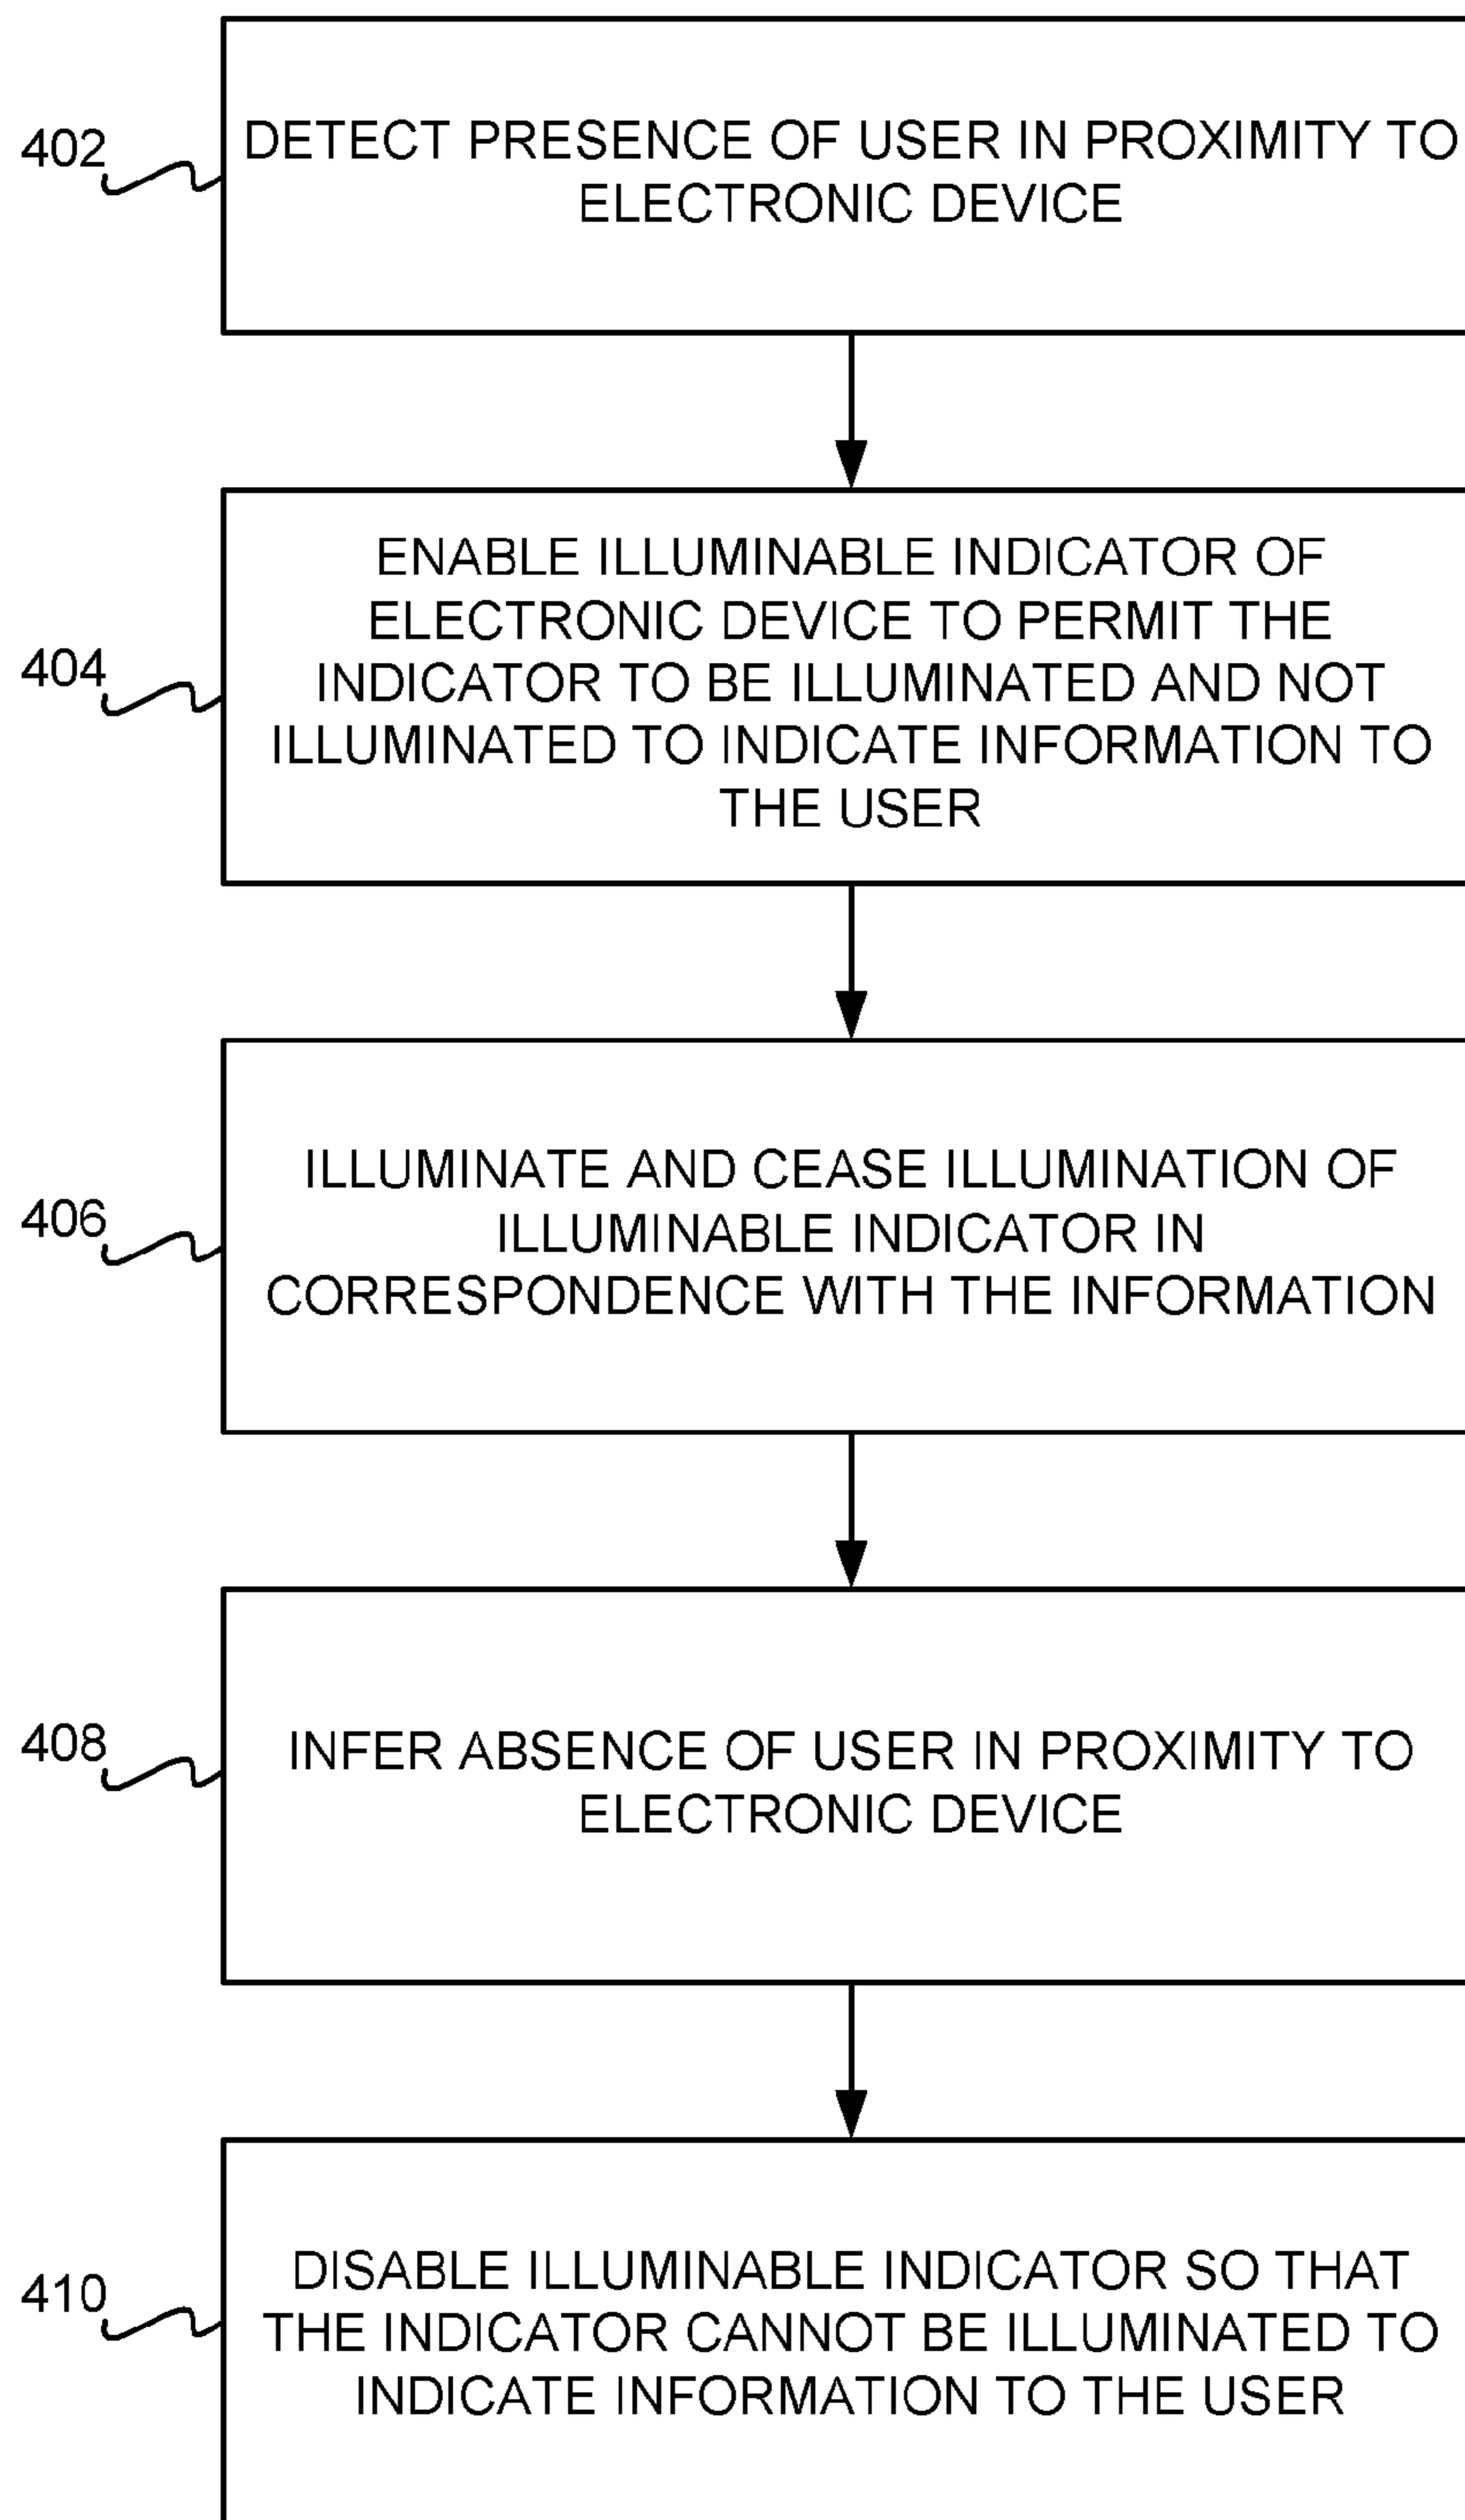 402
DETECT PRESENCE OF USER IN PROXIMITY TO
ELECTRONIC DEVICE
404
ENABLE ILLUMINABLE INDICATOR OF
ELECTRONIC DEVICE TO PERMIT THE
INDICATOR TO BE ILLUMINATED AND NOT
ILLUMINATED TO INDICATE INFORMATION TO
THE USER
406
ILLUMINATE AND CEASE ILLUMINATION OF
ILLUMINABLE INDICATOR IN
CORRESPONDENCE WITH THE INFORMATION
408
INFER ABSENCE OF USER IN PROXIMITY TO
ELECTRONIC DEVICE
410
DISABLE ILLUMINABLE INDICATOR SO THAT
THE INDICATOR CANNOT BE ILLUMINATED TO
INDICATE INFORMATION TO THE USER